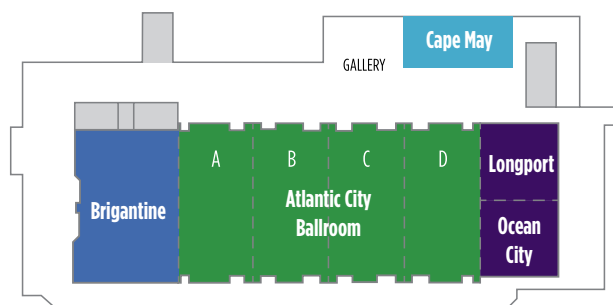 Cape May
GALLERY
A
B
C
D
Longport
Brigantine
Atlantic City
Ballroom
Ocean
City